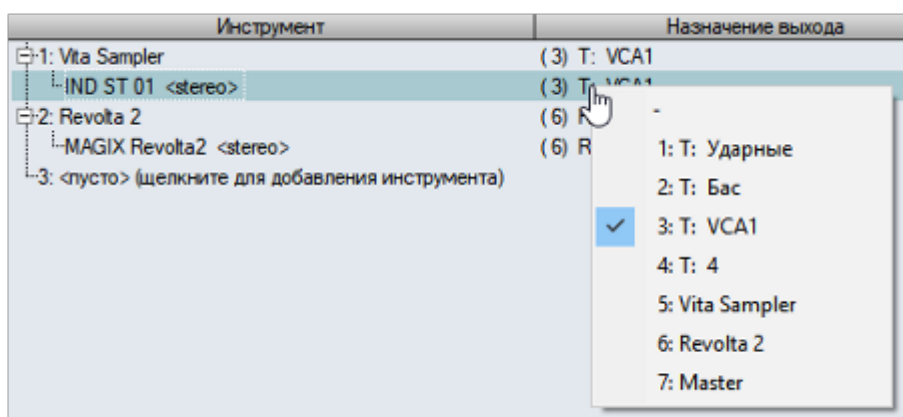 Инструмент Назначение выхода
1: Vita Sampler (3) T: VCA1
IND ST 01 <stereo> (3) T: VCA1
2: Revolta 2 (6) R
MAGIX Revolta2 <stereo> (6) R
3: <пусто> (щелкните для добавления инструмента)
-
1: T: Ударные
2: T: Бас
3: T: VCA1
4: T: 4
5: Vita Sampler
6: Revolta 2
7: Master